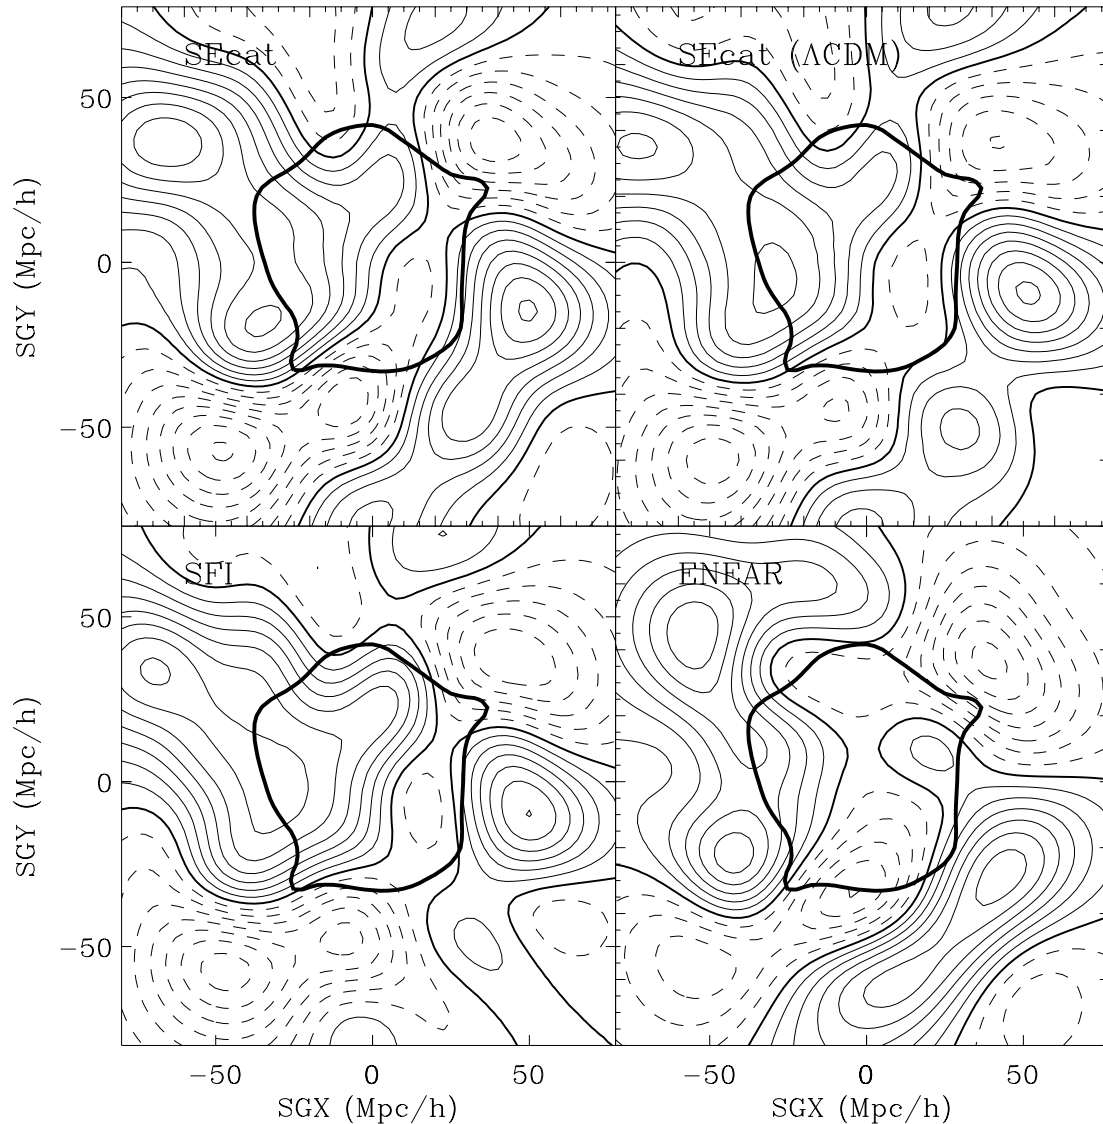 SEcat
SEcat (ΛCDM)
50
0
−50
SGY (Mpc/h)
SFI
ENEAR
50
0
−50
SGY (Mpc/h)
−50
0
50
−50
0
50
SGX (Mpc/h)
SGX (Mpc/h)